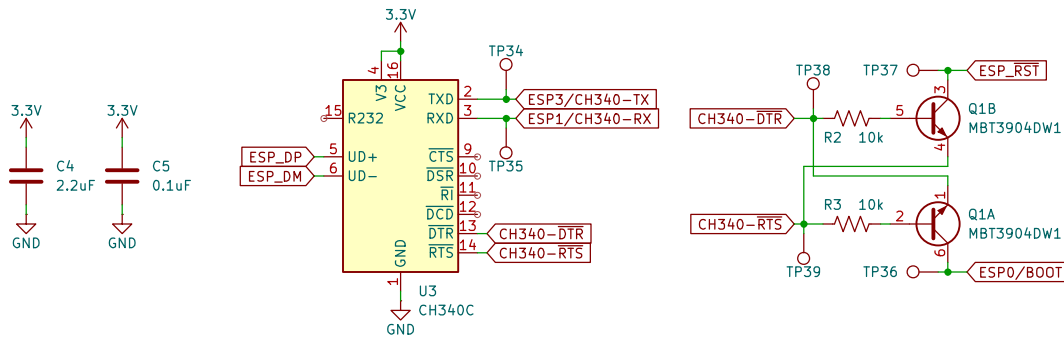 3.3V
C4
2.2uF
GND
3.3V
C5
0.1uF
GND
3.3V
4
16
V3
VCC
15
R232
TXD
2
RXD
3
TP34
ESP3/CH340-TX
ESP1/CH340-RX
TP35
ESP_DP
5
UD+
ESP_DM
6
UD-
CTS
9
DSR
10
RI
11
DCD
12
DTR
13
CH340-DTR
RTS
14
CH340-RTS
GND
1
U3
CH340C
GND
TP38
CH340-DTR
R2 10k
5
TP37
ESP_RST
3
Q1B
MBT3904DW1
4
CH340-RTS
TP39
R3 10k
2
1
Q1A
MBT3904DW1
6
TP36
ESP0/BOOT